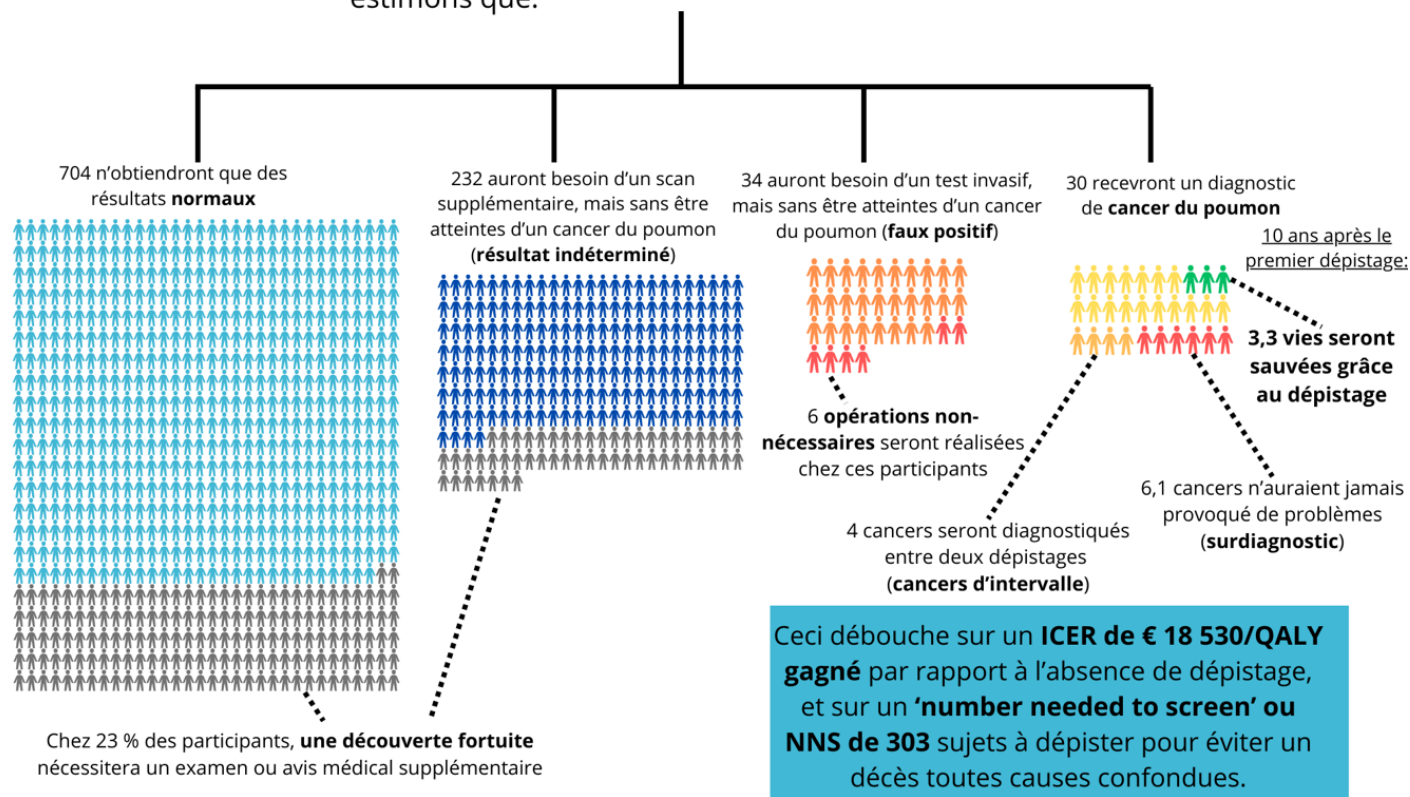 estimons que:
704 n’obtiendront que des
résultats normaux
232 auront besoin d’un scan
supplémentaire, mais sans être
atteintes d’un cancer du poumon
(résultat indéterminé)
34 auront besoin d’un test invasif,
mais sans être atteintes d’un cancer
du poumon (faux positif)
30 recevront un diagnostic
de cancer du poumon
10 ans après le
premier dépistage:
3,3 vies seront
sauvées grâce
au dépistage
6 opérations non-
nécessaires seront réalisées
chez ces participants
6,1 cancers n’auraient jamais
provoqué de problèmes
(surdiagnostic)
4 cancers seront diagnostiqués
entre deux dépistages
(cancers d’intervalle)
Chez 23 % des participants, une découverte fortuite
nécessitera un examen ou avis médical supplémentaire
Ceci débouche sur un ICER de € 18 530/QALY
gagné par rapport à l’absence de dépistage,
et sur un ‘number needed to screen’ ou
NNS de 303 sujets à dépister pour éviter un
décès toutes causes confondues.